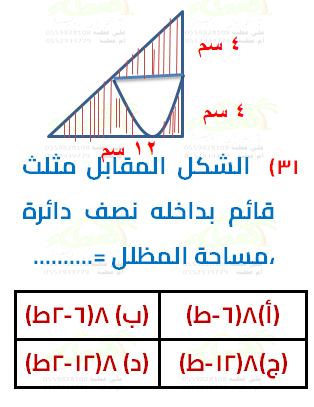 ٤ سم
٤ سم
١٢ سم
٣١) الشكل المقابل مثلث
قائم بداخله نصف دائرة
،مساحة المظلل =..........
(أ)٨(٦-ط) (ب) ٨(٦-٢ط)
(ج)٨(١٢-ط) (د) ٨(١٢-٢ط)